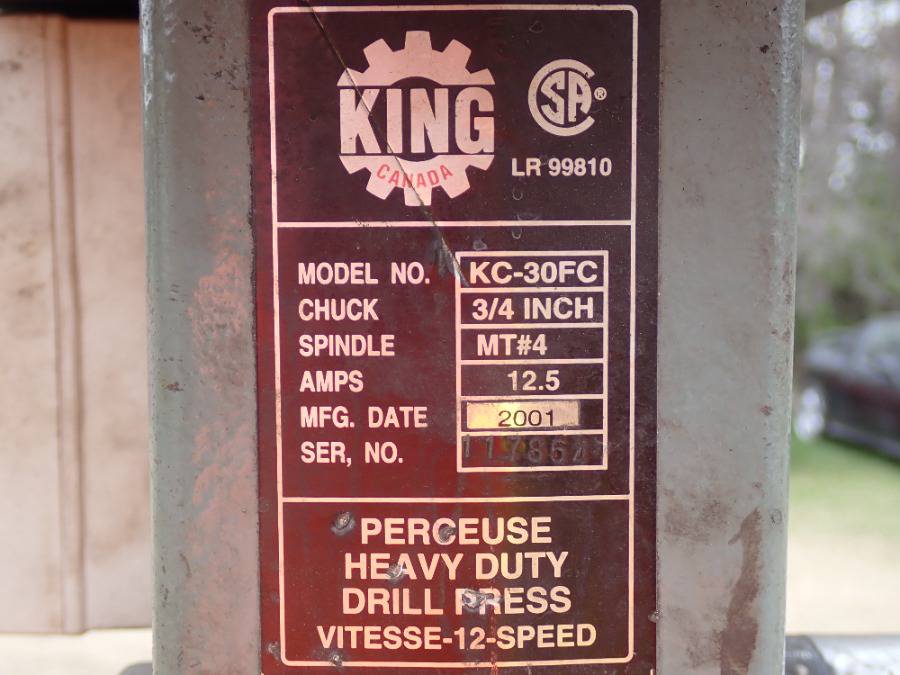 KING
CANADA
SA®
LR 99810
MODEL NO. KC-30FC
CHUCK 3/4 INCH
SPINDLE MT#4
AMPS 12.5
MFG. DATE 2001
SER, NO.
PERCEUSE
HEAVY DUTY
DRILL PRESS
VITESSE-12-SPEED